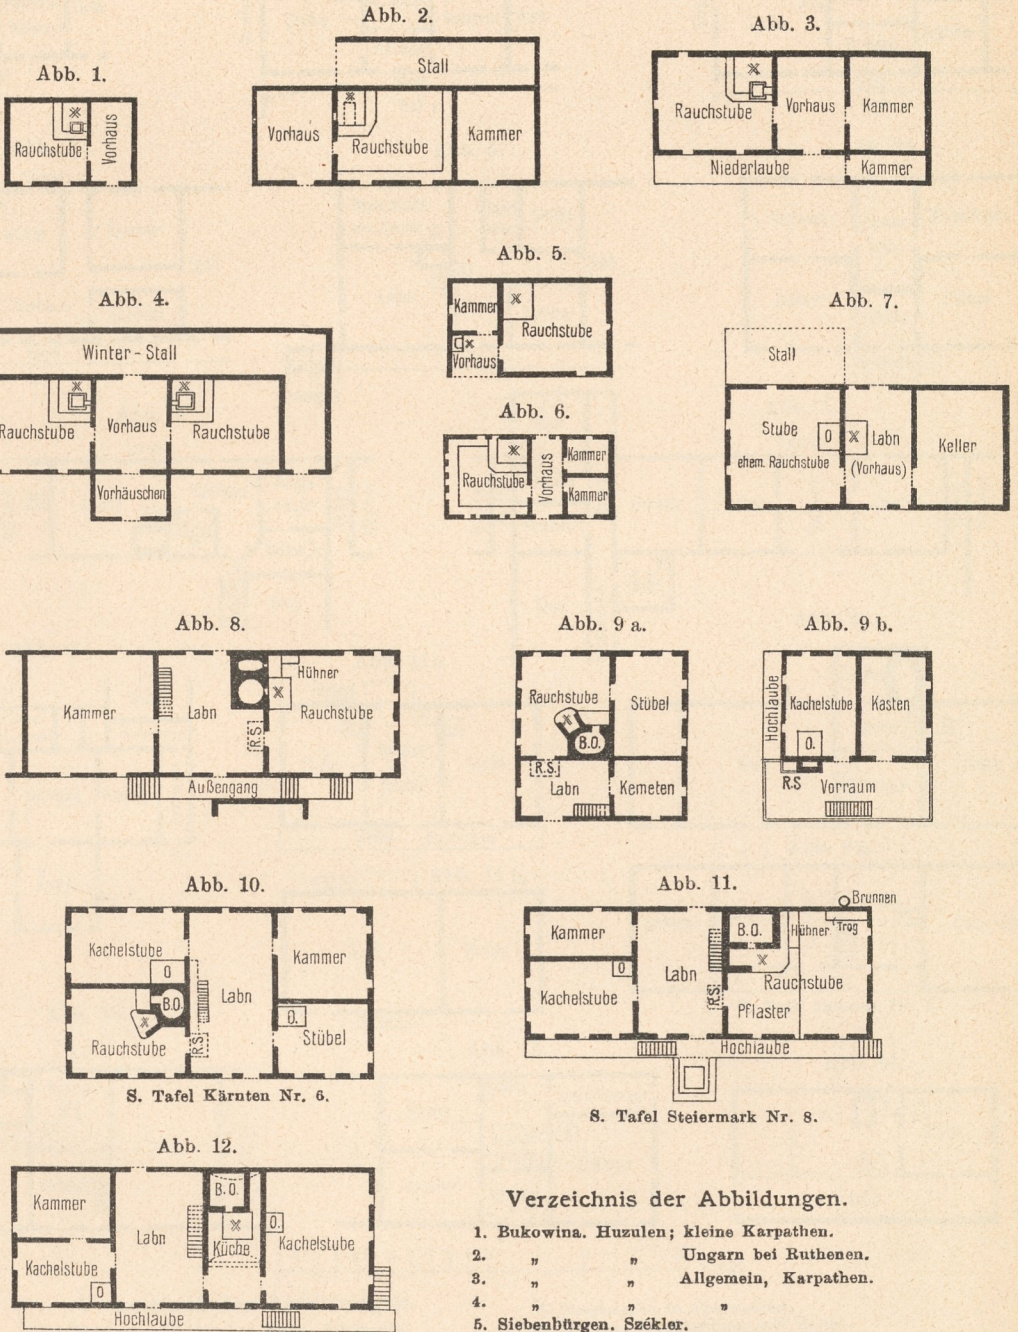 Abb. 1.
Rauchstube
Vorhaus
Abb. 2.
Stall
Vorhaus
Rauchstube
Kammer
Abb. 3.
Rauchstube
Vorhaus
Kammer
Niederlaube
Kammer
Abb. 4.
Winter-Stall
Rauchstube
Vorhaus
Rauchstube
Vorhäuschen
Abb. 5.
Kammer
Rauchstube
Vorhaus
Abb. 6.
Rauchstube
Vorhaus
Kammer
Kammer
Abb. 7.
Stall
Stube
ehem. Rauchstube
O
Labn
(Vorhaus)
Keller
Abb. 8.
Kammer
Labn
R.S.
Hühner
Rauchstube
Außengang
Abb. 9 a.
Rauchstube
Stübel
B.O.
R.S.
Labn
Kemeten
Abb. 9 b.
Hochlaube
Kachelstube
Kasten
O.
R.S
Vorraum
Abb. 10.
Kachelstube
O
Kammer
B.O.
Labn
Rauchstube
R.S.
O.
Stübel
S. Tafel Kärnten Nr. 6.
Abb. 11.
Brunnen
Kammer
B.O.
Hühner
Trog
O
Labn
Kachelstube
Rauchstube
R.S.
Pflaster
Hochlaube
S. Tafel Steiermark Nr. 8.
Abb. 12.
Kammer
B.O.
Labn
O.
Küche
Kachelstube
Kachelstube
O
Hochlaube
Verzeichnis der Abbildungen.
1. Bukowina. Huzulen; kleine Karpathen.
2. „ „ Ungarn bei Ruthenen.
3. „ „ Allgemein, Karpathen.
4. „ „ „
5. Siebenbürgen. Székler.